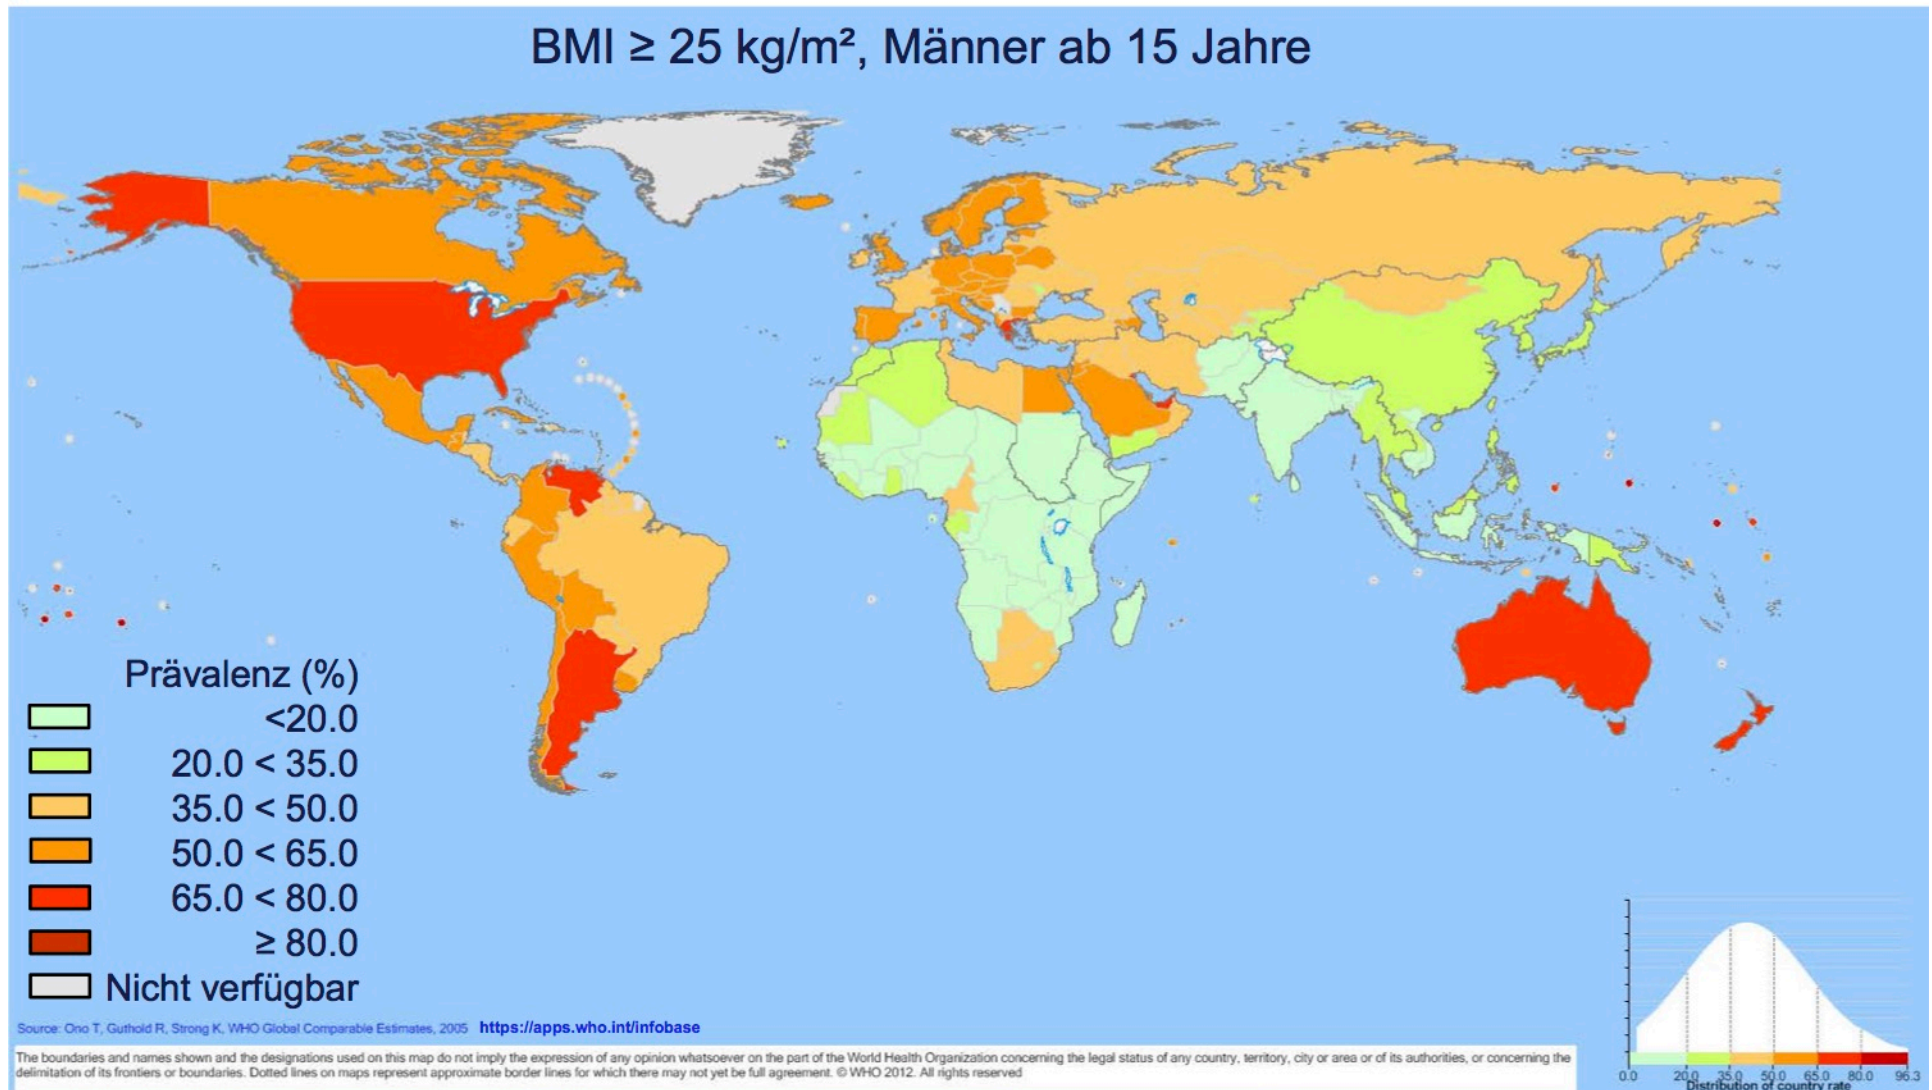 BMI ≥ 25 kg/m², Männer ab 15 Jahre
Prävalenz (%)
<20.0
20.0 < 35.0
35.0 < 50.0
50.0 < 65.0
65.0 < 80.0
≥ 80.0
Nicht verfügbar
Source: Ono T, Guthold R, Strong K, WHO Global Comparable Estimates, 2005 https://apps.who.int/infobase
The boundaries and names shown and the designations used on this map do not imply the expression of any opinion whatsoever on the part of the World Health Organization concerning the legal status of any country, territory, city or area or of its authorities, or concerning the
delimitation of its frontiers or boundaries. Dotted lines on maps represent approximate border lines for which there may not yet be full agreement. © WHO 2012. All rights reserved
0.0 20.0 35.0 50.0 65.0 80.0 96.3
Distribution of country rate